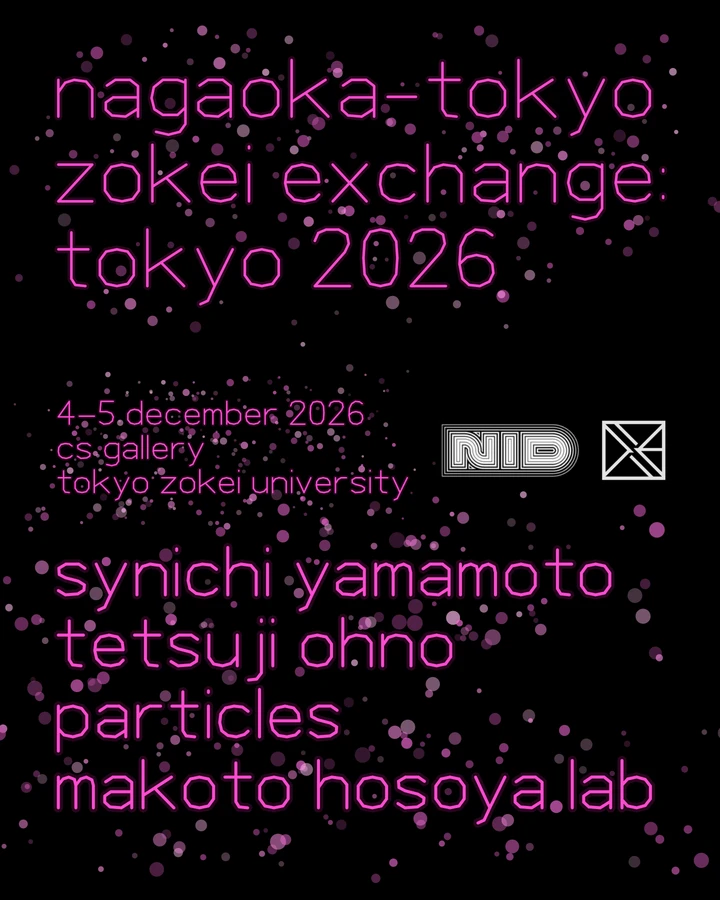 nagaoka-tokyo
zokei exchange:
tokyo 2026
4-5 december 2026
cs gallery
tokyo zokei university
NID
synichi yamamoto
tetsuji ohno
particles
makoto hosoya.lab